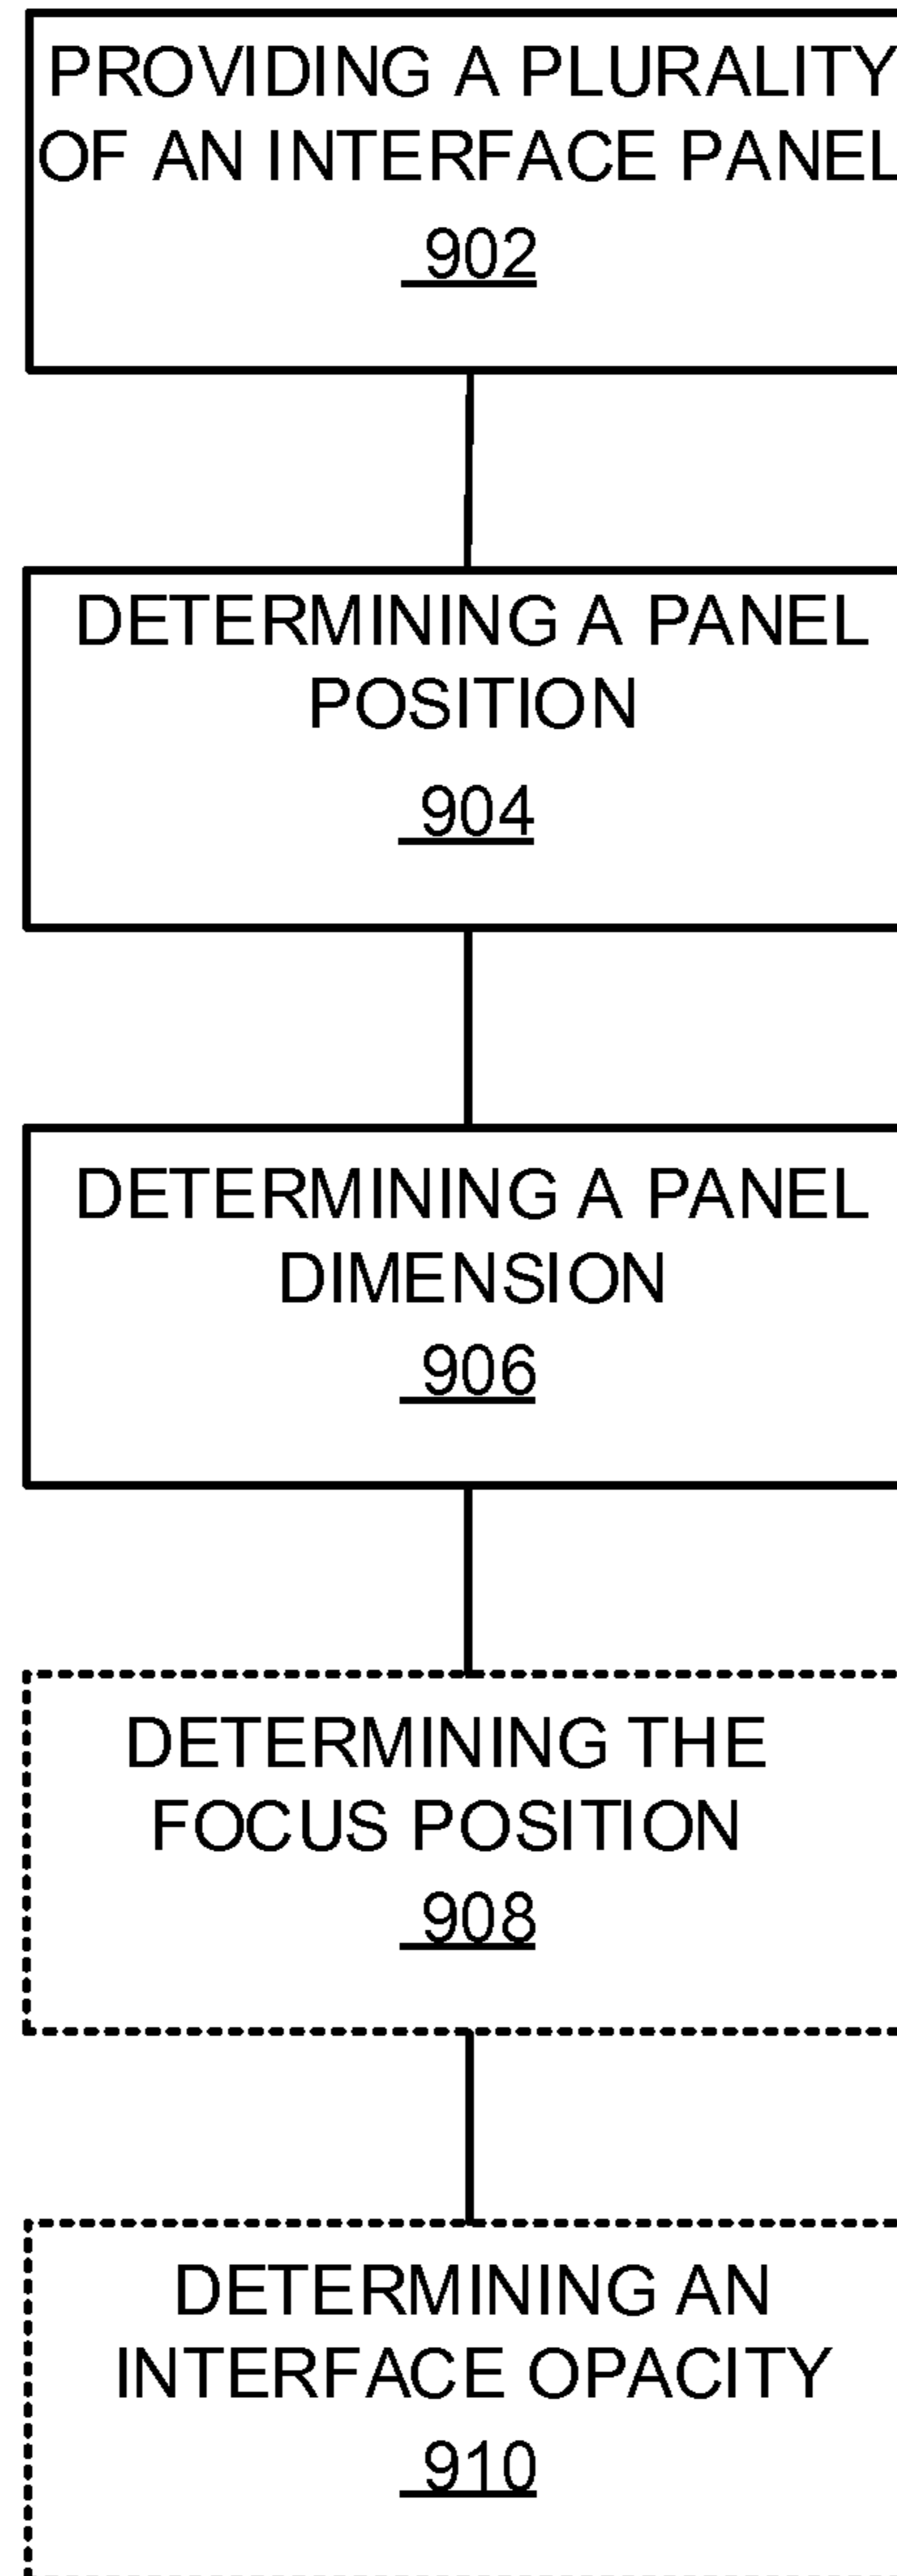 PROVIDING A PLURALITY
OF AN INTERFACE PANEL
902
DETERMINING A PANEL
POSITION
904
DETERMINING A PANEL
DIMENSION
906
DETERMINING THE
FOCUS POSITION
908
DETERMINING AN
INTERFACE OPACITY
910